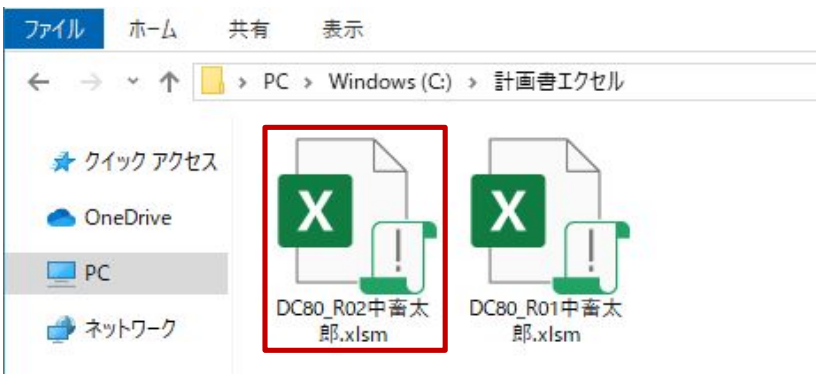 ファイル ホーム 共有 表示
PC > Windows (C:) > 計画書エクセル
クイック アクセス
OneDrive
PC
ネットワーク
DC80_R02中畜太
郎.xlsm
DC80_R01中畜太
郎.xlsm